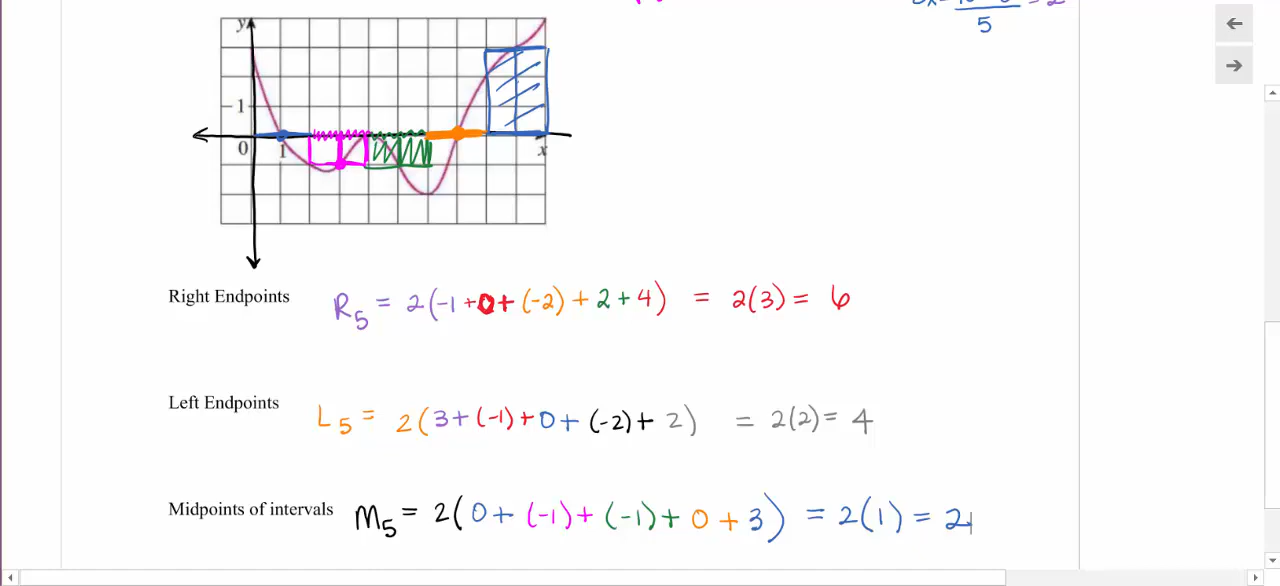 5
y
1
0
1
x
Right Endpoints R₅ = 2(-1 + 0 + (-2) + 2 + 4) = 2(3) = 6
Left Endpoints L₅ = 2(3 + (-1) + 0 + (-2) + 2) = 2(2) = 4
Midpoints of intervals M₅ = 2(0 + (-1) + (-1) + 0 + 3) = 2(1) = 2